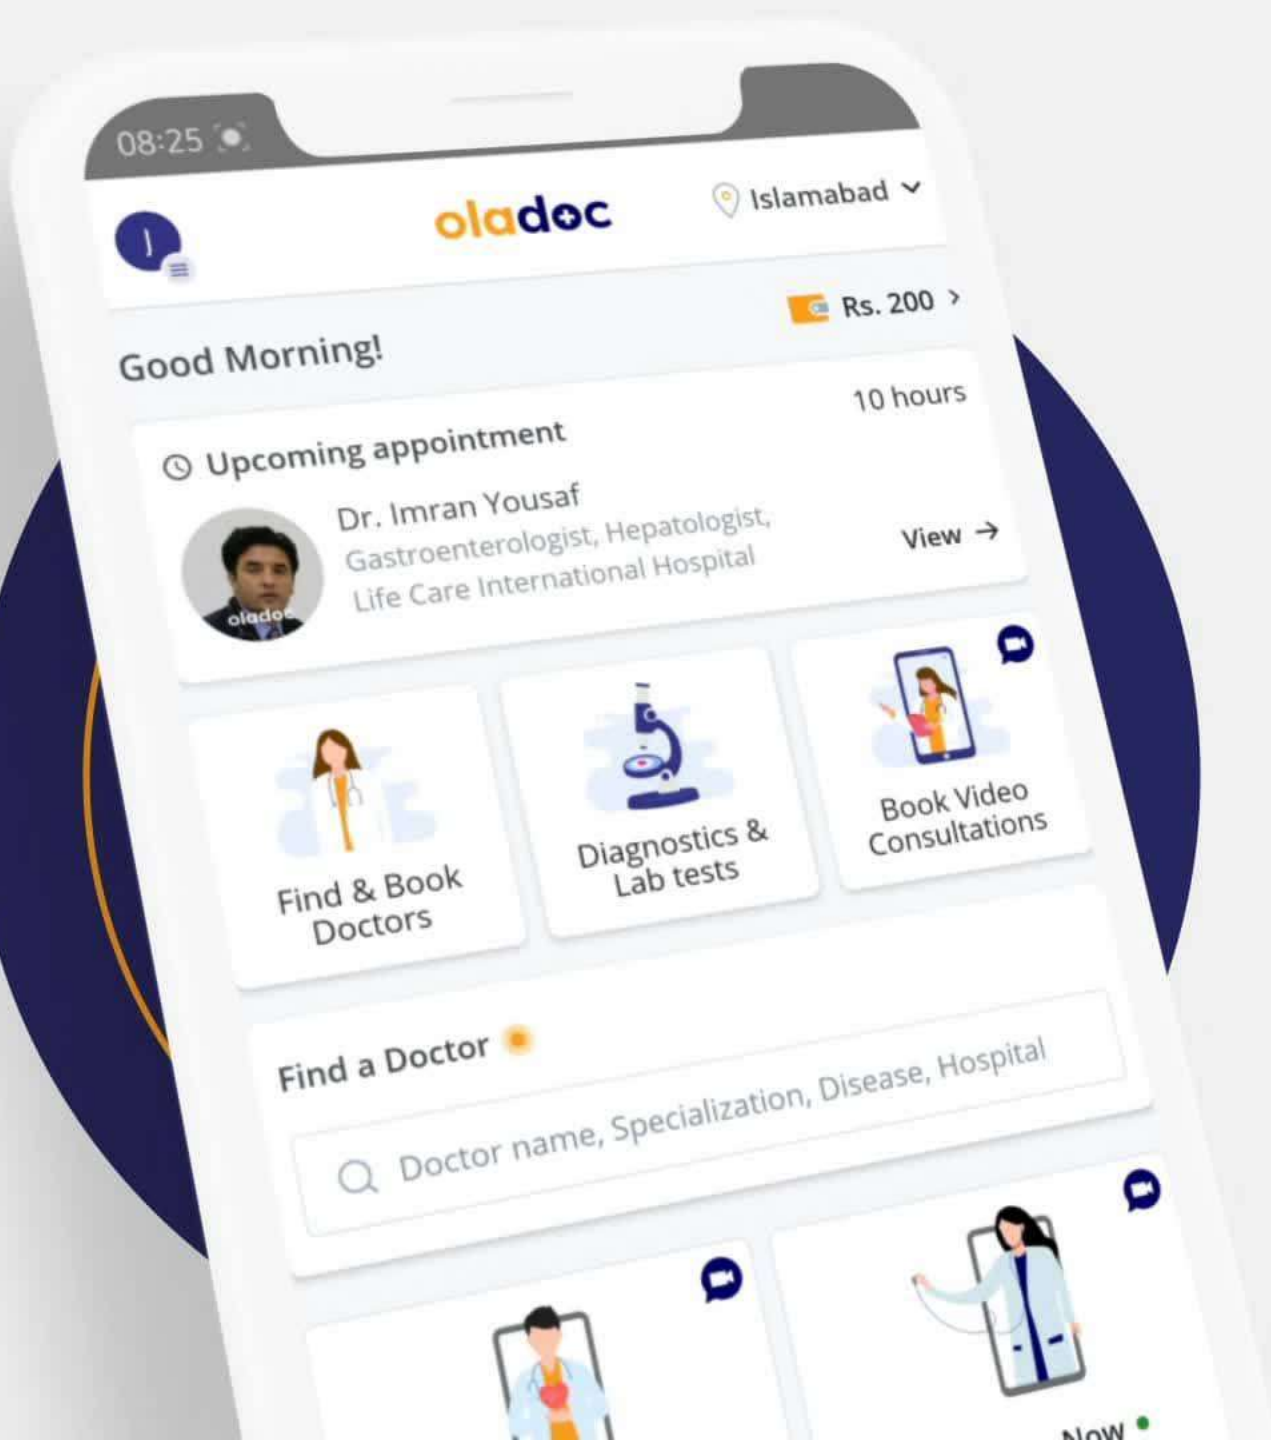 08:25
J
oladoc
Islamabad
Good Morning!
Rs. 200
Upcoming appointment
10 hours
Dr. Imran Yousaf
Gastroenterologist, Hepatologist,
Life Care International Hospital
View
oladoc
Find & Book
Doctors
Diagnostics &
Lab tests
Book Video
Consultations
Find a Doctor
Doctor name, Specialization, Disease, Hospital
Now